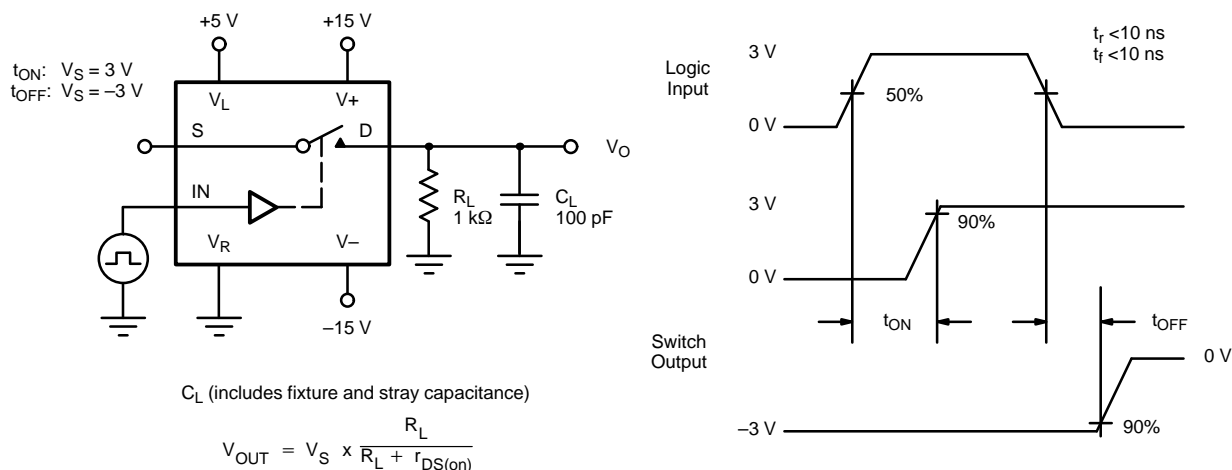 +5 V
+15 V
tON: VS = 3 V
tOFF: VS = –3 V
VL
V+
S
D
VO
IN
RL
1 kΩ
CL
100 pF
VR
V–
–15 V
CL (includes fixture and stray capacitance)
VOUT = VS x RL
RL + rDS(on)
tr <10 ns
tf <10 ns
Logic
Input
3 V
50%
0 V
3 V
90%
0 V
tON
tOFF
Switch
Output
0 V
–3 V
90%